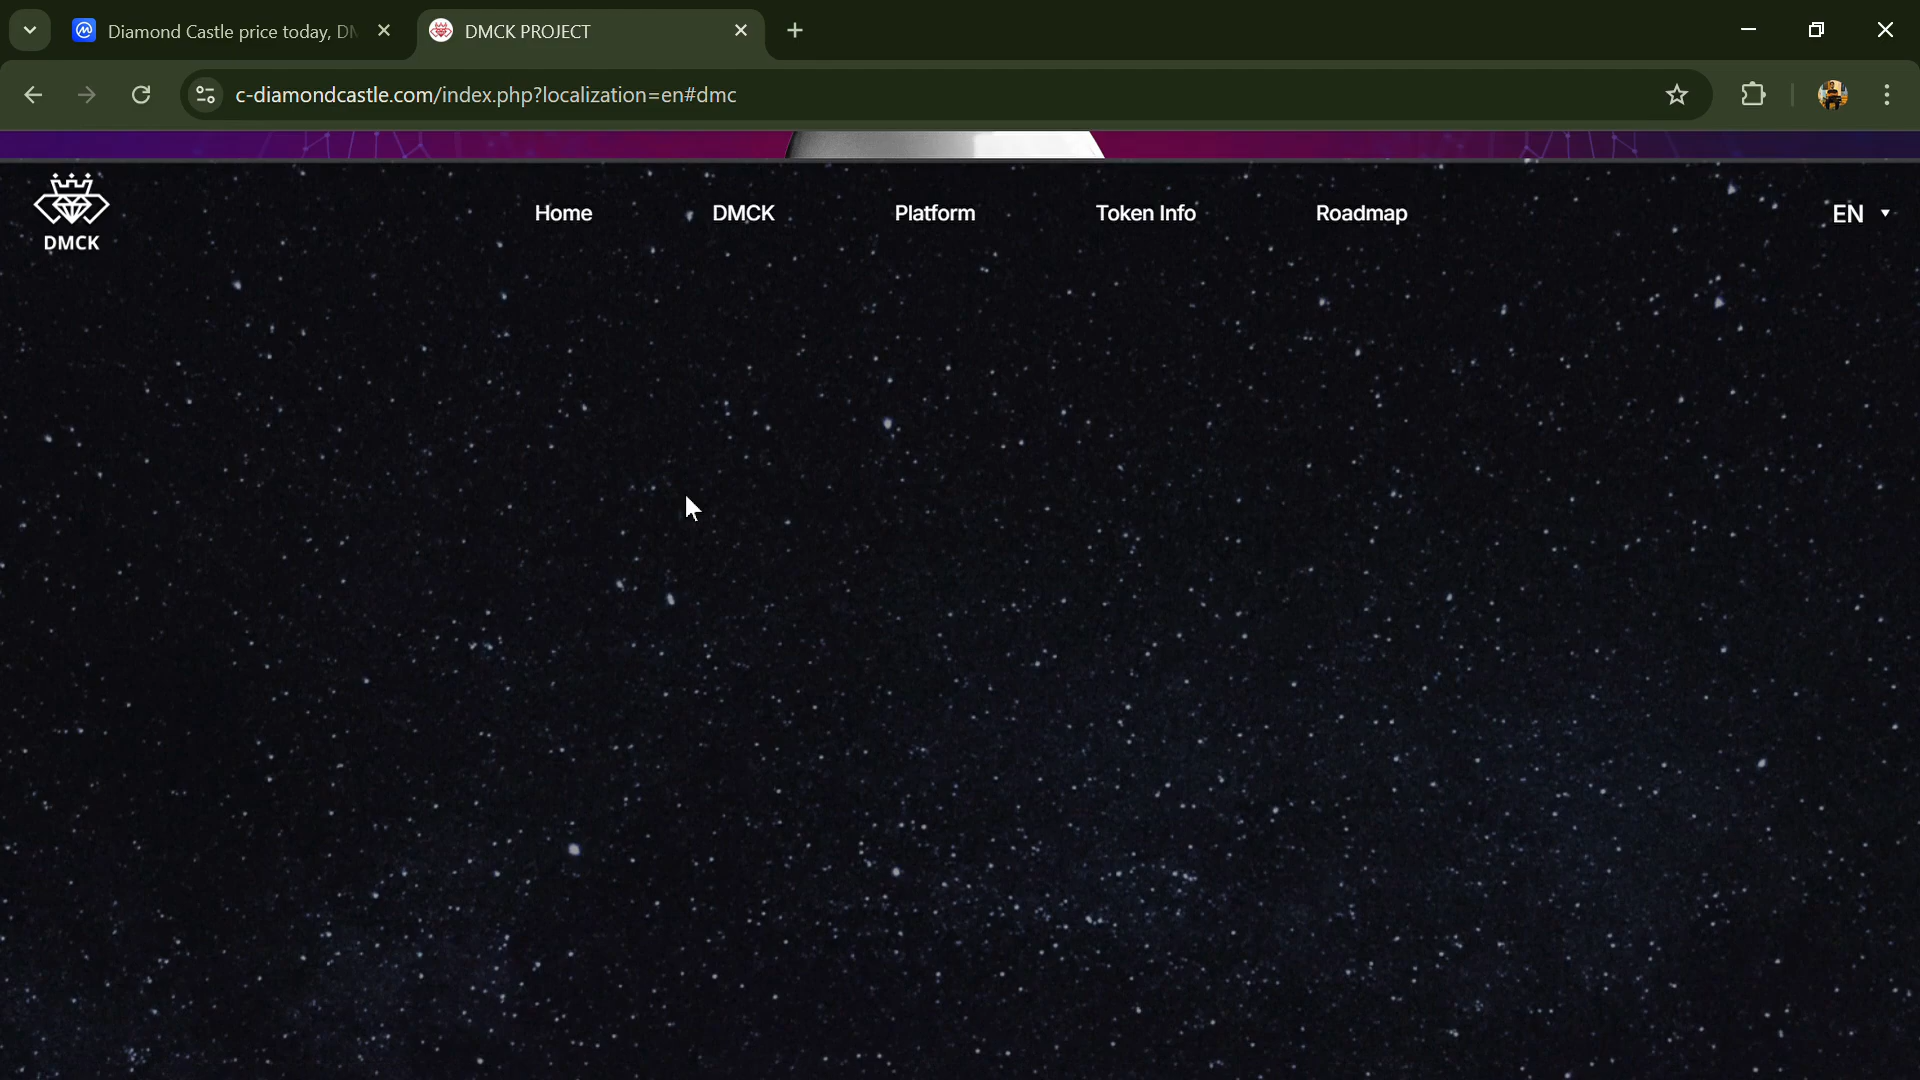 Diamond Castle price today, DM
DMCK PROJECT
c-diamondcastle.com/index.php?localization=en#dmc
Home
DMCK
Platform
Token Info
Roadmap
EN
DMCK